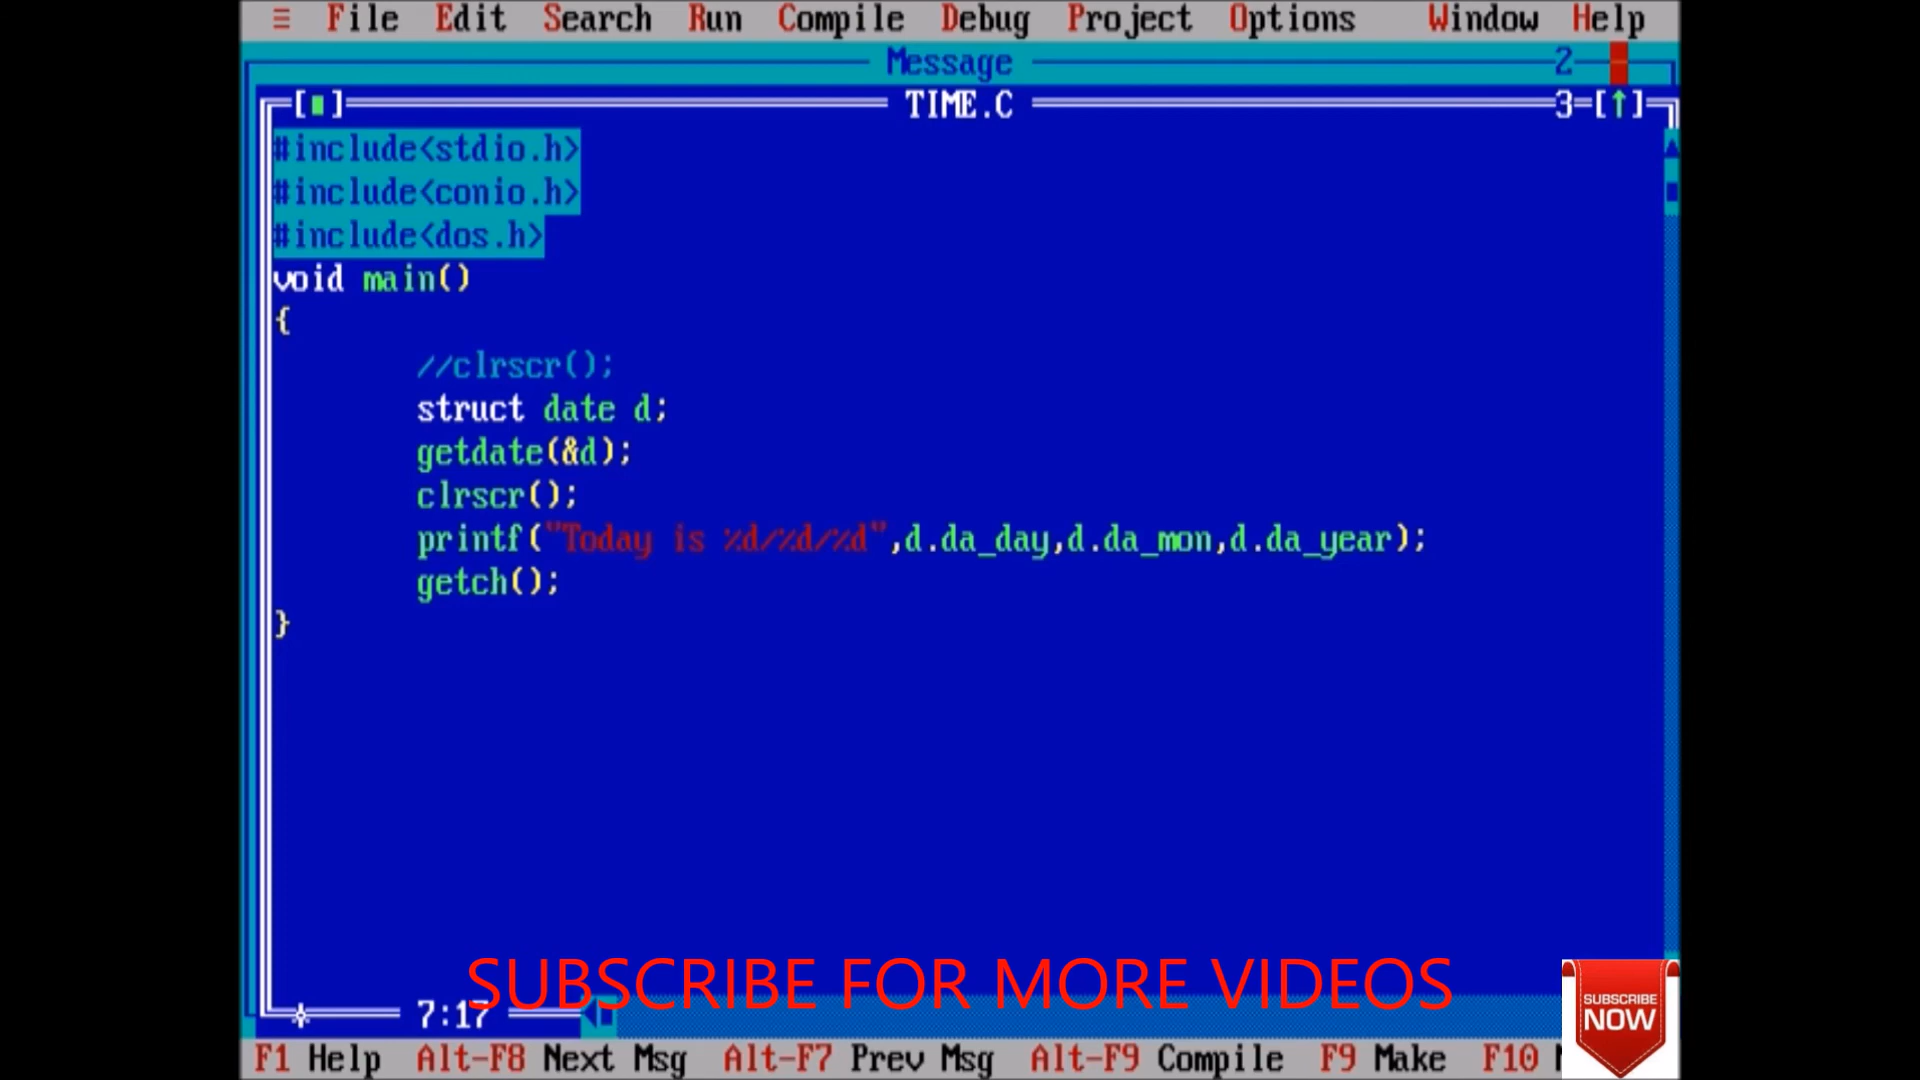 ≡ File Edit Search Run Compile Debug Project Options Window Help
Message 2
[■] TIME.C 3=[↑]
#include<stdio.h>
#include<conio.h>
#include<dos.h>
void main()
{
//clrscr();
struct date d;
getdate(&d);
clrscr();
printf("Today is %d/%d/%d",d.da_day,d.da_mon,d.da_year);
getch();
}
SUBSCRIBE FOR MORE VIDEOS
SUBSCRIBE
NOW
7:17
F1 Help Alt-F8 Next Msg Alt-F7 Prev Msg Alt-F9 Compile F9 Make F10